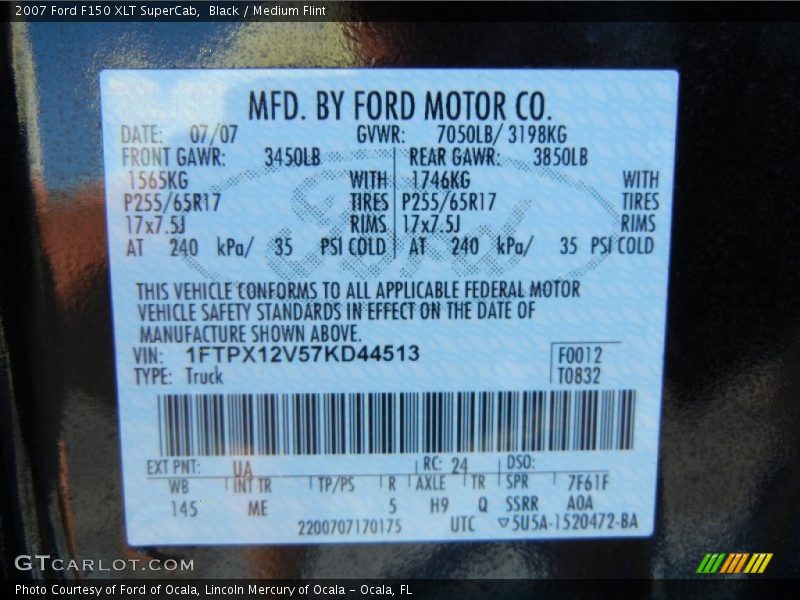 2007 Ford F150 XLT SuperCab, Black / Medium Flint
MFD. BY FORD MOTOR CO.
DATE: 07/07 GVWR: 7050LB/ 3198KG
FRONT GAWR: 3450LB REAR GAWR: 3850LB
1565KG WITH 1746KG WITH
P255/65R17 TIRES P255/65R17 TIRES
17x7.5J RIMS 17x7.5J RIMS
AT 240 kPa/ 35 PSI COLD AT 240 kPa/ 35 PSI COLD
Ford
THIS VEHICLE CONFORMS TO ALL APPLICABLE FEDERAL MOTOR
VEHICLE SAFETY STANDARDS IN EFFECT ON THE DATE OF
MANUFACTURE SHOWN ABOVE.
VIN: 1FTPX12V57KD44513 F0012
TYPE: Truck T0832
EXT PNT: UA RC: 24 DSO:
WB INT TR TP/PS R AXLE TR SPR 7F61F
145 ME 5 H9 Q SSRR A0A
2200707170175 UTC ▽5U5A-1520472-BA
GTCARLOT.COM
Photo Courtesy of Ford of Ocala, Lincoln Mercury of Ocala - Ocala, FL